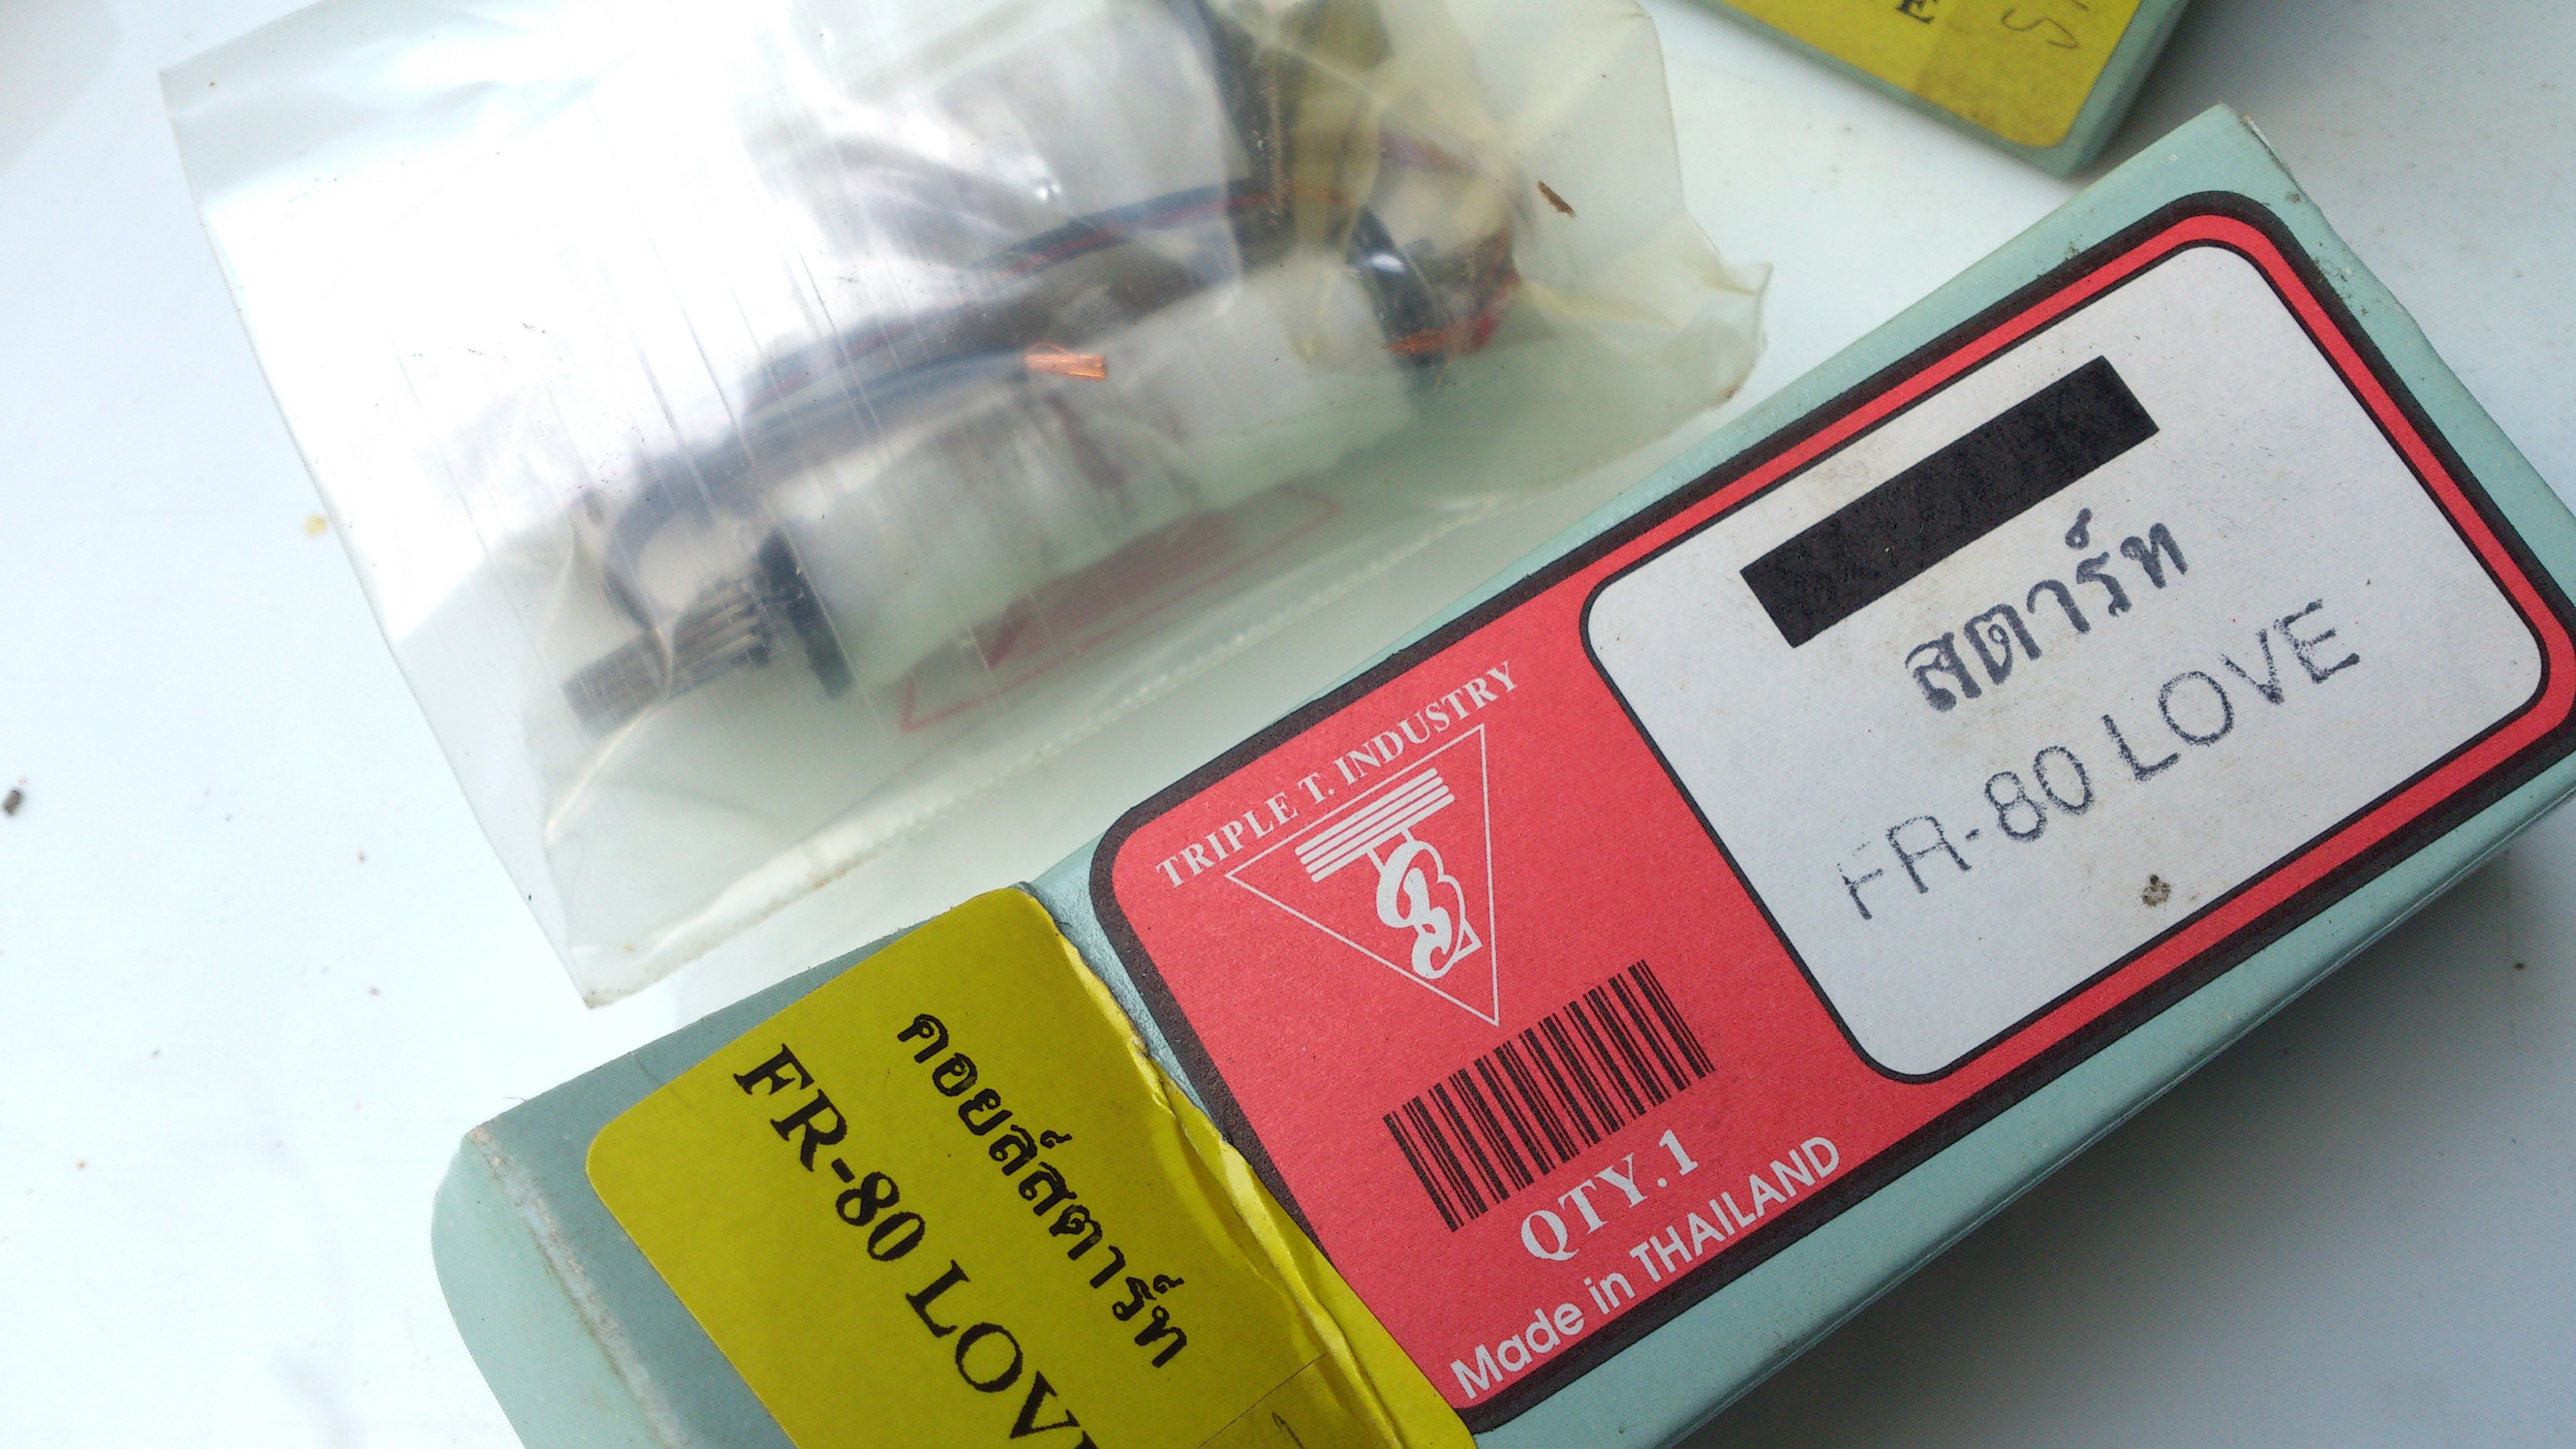 สตาร์ท
FR-80 LOVE
TRIPLE T. INDUSTRY
QTY.1
Made in THAILAND
คอยล์สตาร์ท
FR-80 LOVE
E